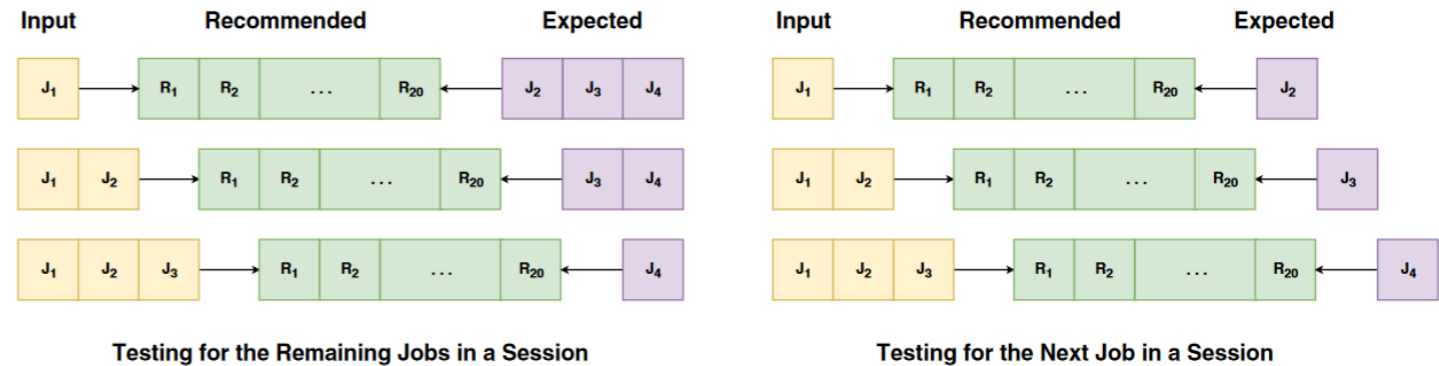 Input Recommended Expected
J1 R1 R2 ... R20 J2 J3 J4
J1 J2 R1 R2 ... R20 J3 J4
J1 J2 J3 R1 R2 ... R20 J4
Testing for the Remaining Jobs in a Session
Input Recommended Expected
J1 R1 R2 ... R20 J2
J1 J2 R1 R2 ... R20 J3
J1 J2 J3 R1 R2 ... R20 J4
Testing for the Next Job in a Session